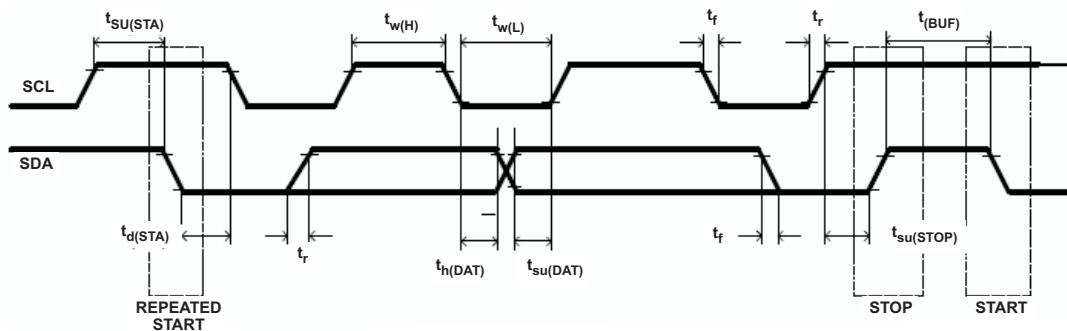 tSU(STA)
tw(H)
tw(L)
tf
tr
t(BUF)
SCL
SDA
td(STA)
tr
th(DAT)
tsu(DAT)
tf
tsu(STOP)
REPEATED
START
STOP
START